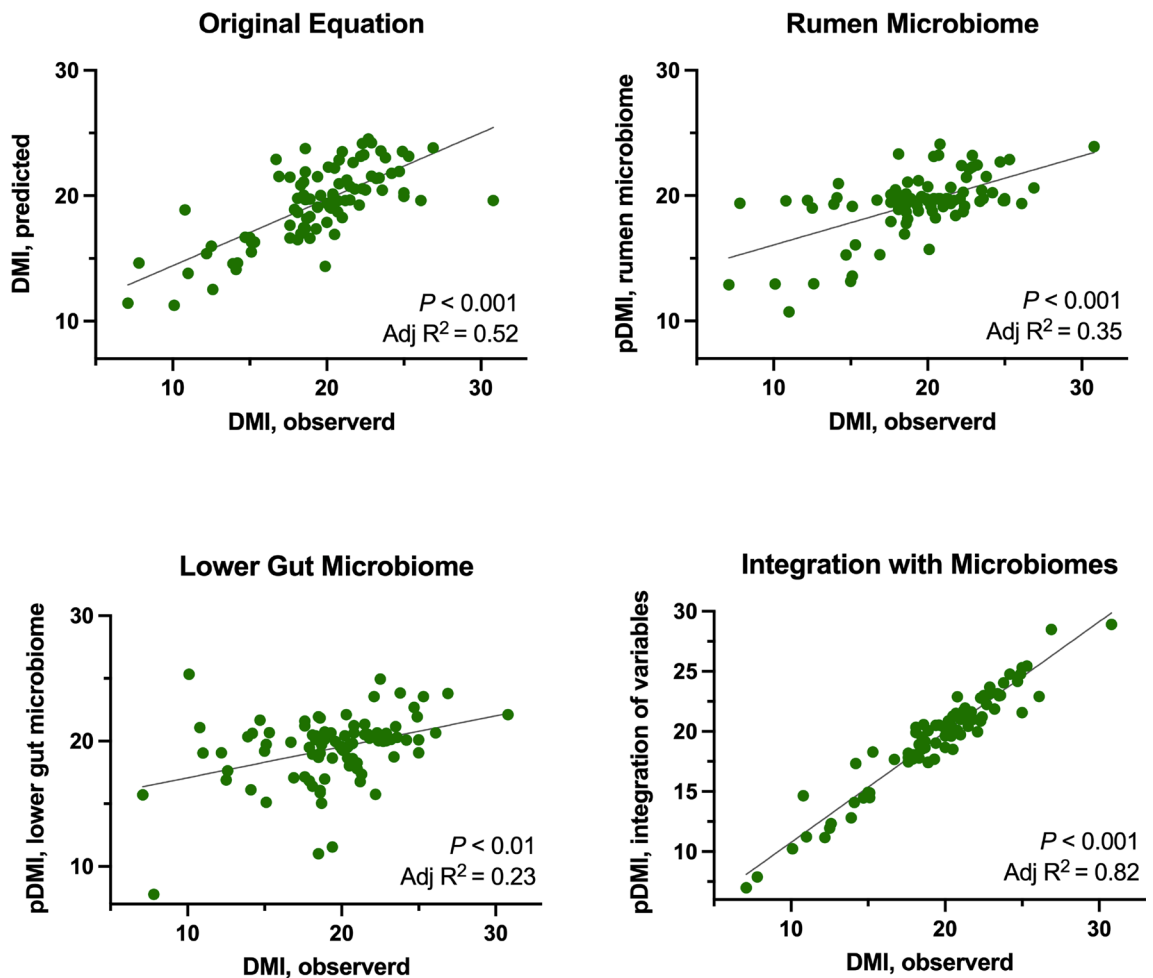 Original Equation
DMI, predicted
30
20
10
P < 0.001
Adj R² = 0.52
10 20 30
DMI, observerd
Rumen Microbiome
pDMI, rumen microbiome
30
20
10
P < 0.001
Adj R² = 0.35
10 20 30
DMI, observerd
Lower Gut Microbiome
pDMI, lower gut microbiome
30
20
10
P < 0.01
Adj R² = 0.23
10 20 30
DMI, observerd
Integration with Microbiomes
pDMI, integration of variables
30
25
20
15
10
P < 0.001
Adj R² = 0.82
10 20 30
DMI, observerd